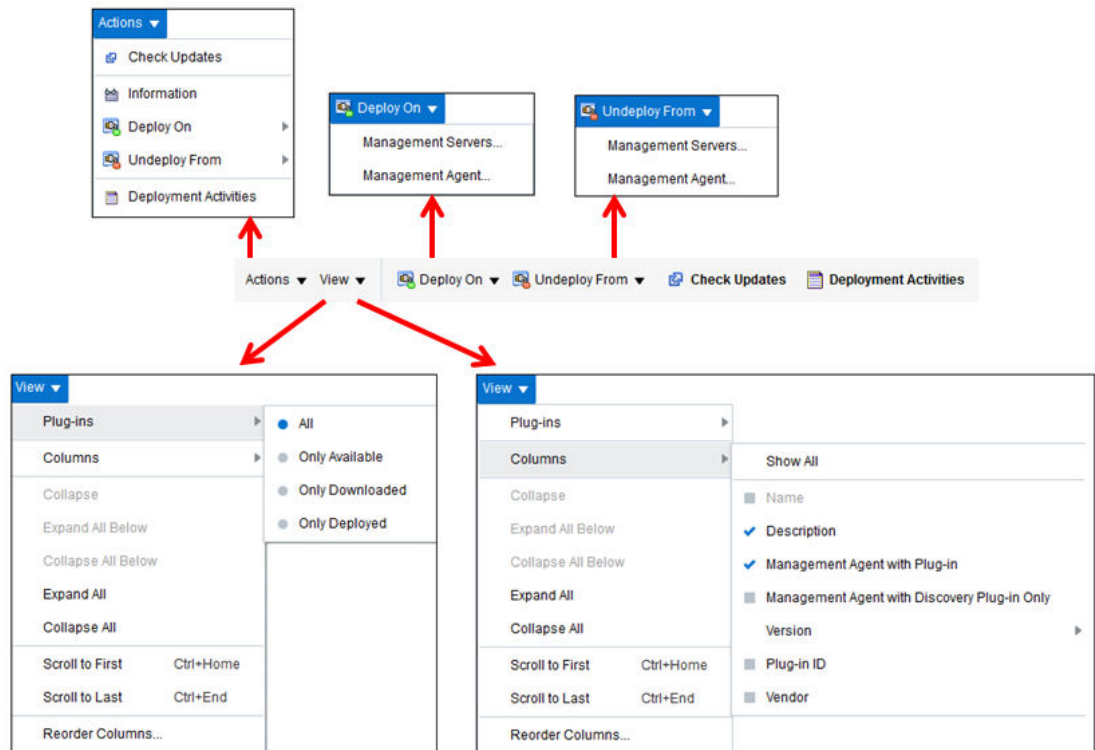 Actions
Check Updates
Information
Deploy On
Undeploy From
Deployment Activities
Deploy On
Management Servers...
Management Agent...
Undeploy From
Management Servers...
Management Agent...
Actions View Deploy On Undeploy From Check Updates Deployment Activities
View
Plug-ins
Columns
Collapse
Expand All Below
Collapse All Below
Expand All
Collapse All
Scroll to First Ctrl+Home
Scroll to Last Ctrl+End
Reorder Columns...
All
Only Available
Only Downloaded
Only Deployed
View
Plug-ins
Columns
Collapse
Expand All Below
Collapse All Below
Expand All
Collapse All
Scroll to First Ctrl+Home
Scroll to Last Ctrl+End
Reorder Columns...
Show All
Name
Description
Management Agent with Plug-in
Management Agent with Discovery Plug-in Only
Version
Plug-in ID
Vendor